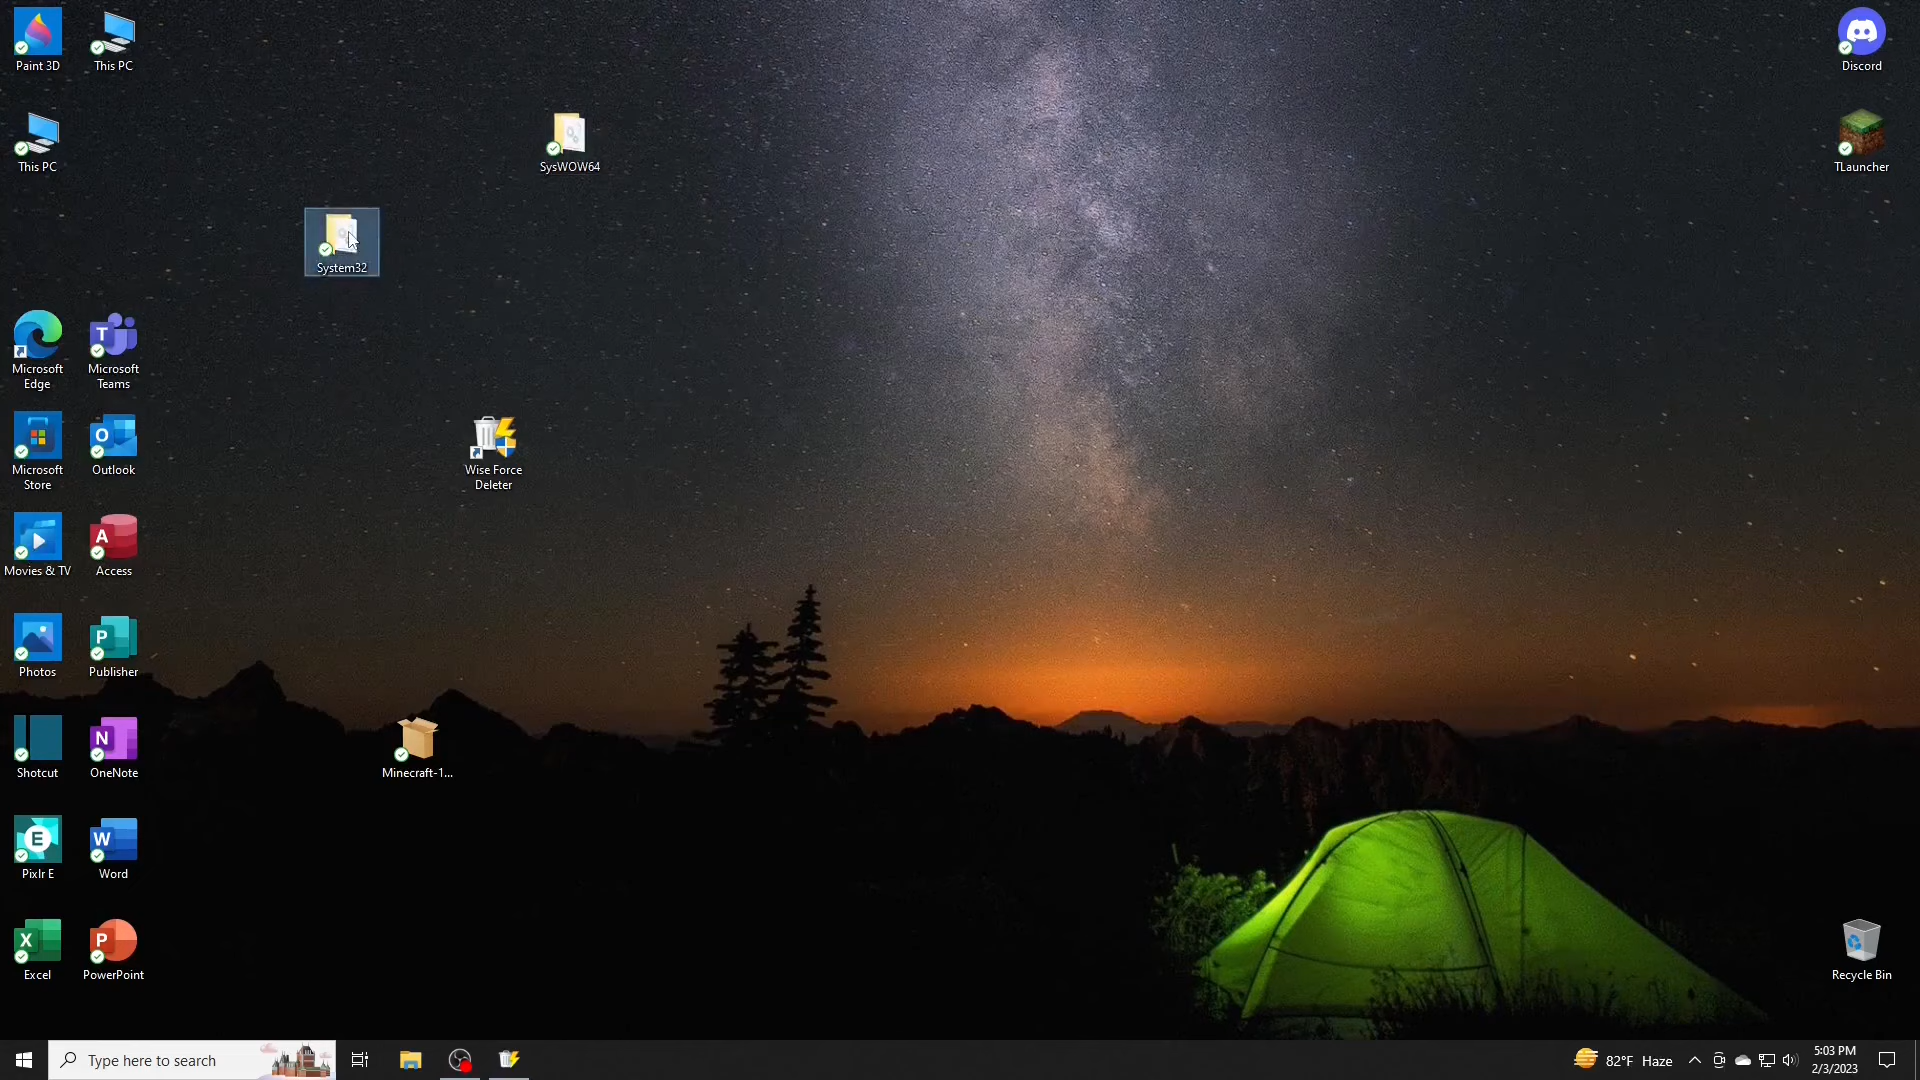 Paint 3D
This PC
Discord
This PC
SysWOW64
TLauncher
System32
Microsoft
Edge
Microsoft
Teams
Microsoft
Store
Outlook
Wise Force
Deleter
Movies & TV
Access
Photos
Publisher
Shotcut
OneNote
Minecraft-1...
Pixlr E
Word
Excel
PowerPoint
Recycle Bin
Type here to search
82°F Haze
5:03 PM
2/3/2023